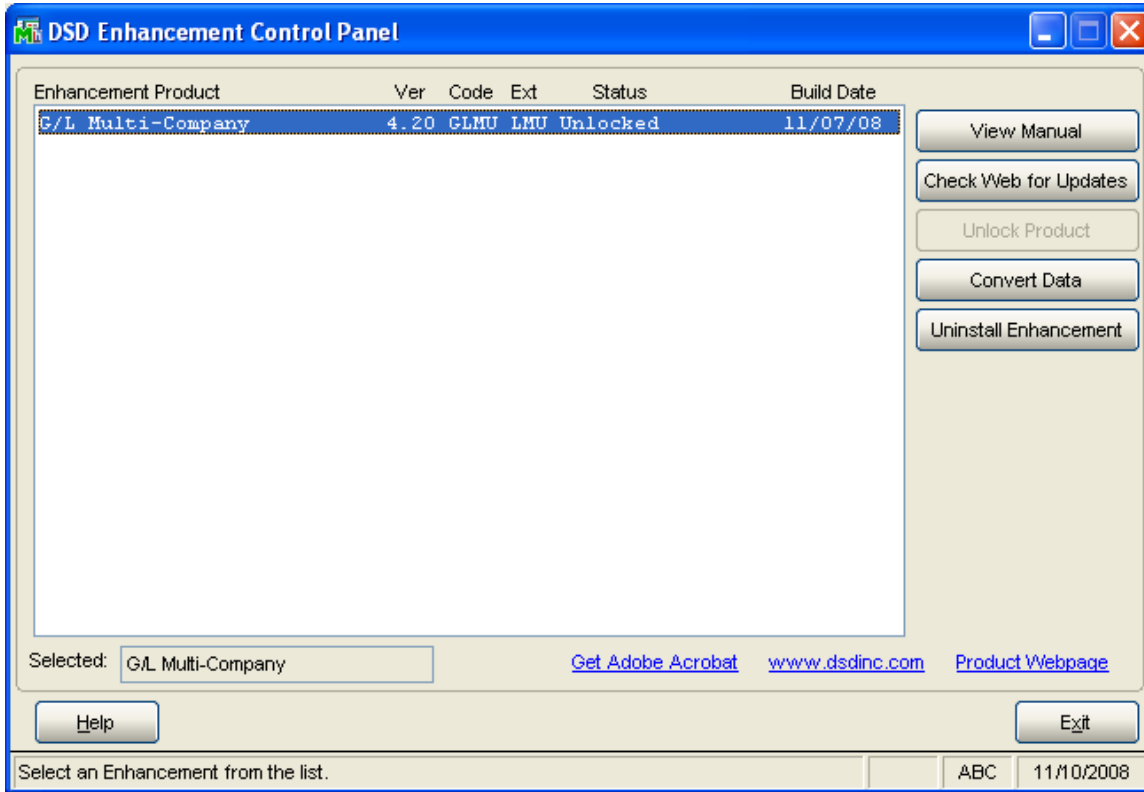 DSD Enhancement Control Panel
Enhancement Product Ver Code Ext Status Build Date
G/L Multi-Company 4.20 GLMU LMU Unlocked 11/07/08
View Manual
Check Web for Updates
Unlock Product
Convert Data
Uninstall Enhancement
Selected: G/L Multi-Company Get Adobe Acrobat www.dsdinc.com Product Webpage
Help Exit
Select an Enhancement from the list. ABC 11/10/2008